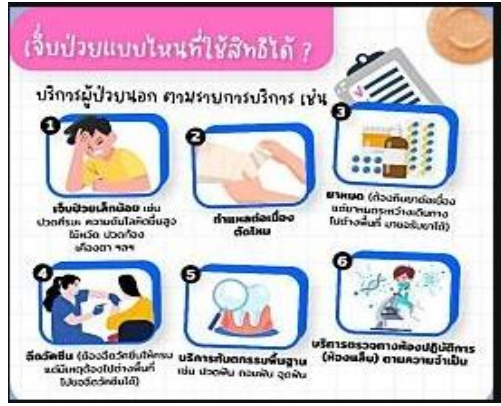 เจ็บป่วยแบบไหนที่ใช้สิทธิได้ ?
บริการผู้ป่วยนอก ตามรายการบริการ เช่น
1
เจ็บป่วยเล็กน้อย เช่น
ปวดศีรษะ ความดันโลหิตขึ้นสูง
ไข้หวัด ปวดท้อง
เคืองตา ฯลฯ
2
ทำแผลต่อเนื่อง
ตัดไหม
3
ยาหมด (ต้องกินยาต่อเนื่อง
แต่ยาหมดระหว่างเดินทาง
ไปต่างพื้นที่ มาขอรับยาได้)
4
ฉีดวัคซีน (ต้องฉีดวัคซีนให้ครบ
แต่มีเหตุต้องไปต่างพื้นที่
ไปขอฉีดวัคซีนได้)
5
บริการทันตกรรมพื้นฐาน
เช่น ปวดฟัน ถอนฟัน อุดฟัน
6
บริการตรวจทางห้องปฏิบัติการ
(ห้องแล็บ) ตามความจำเป็น